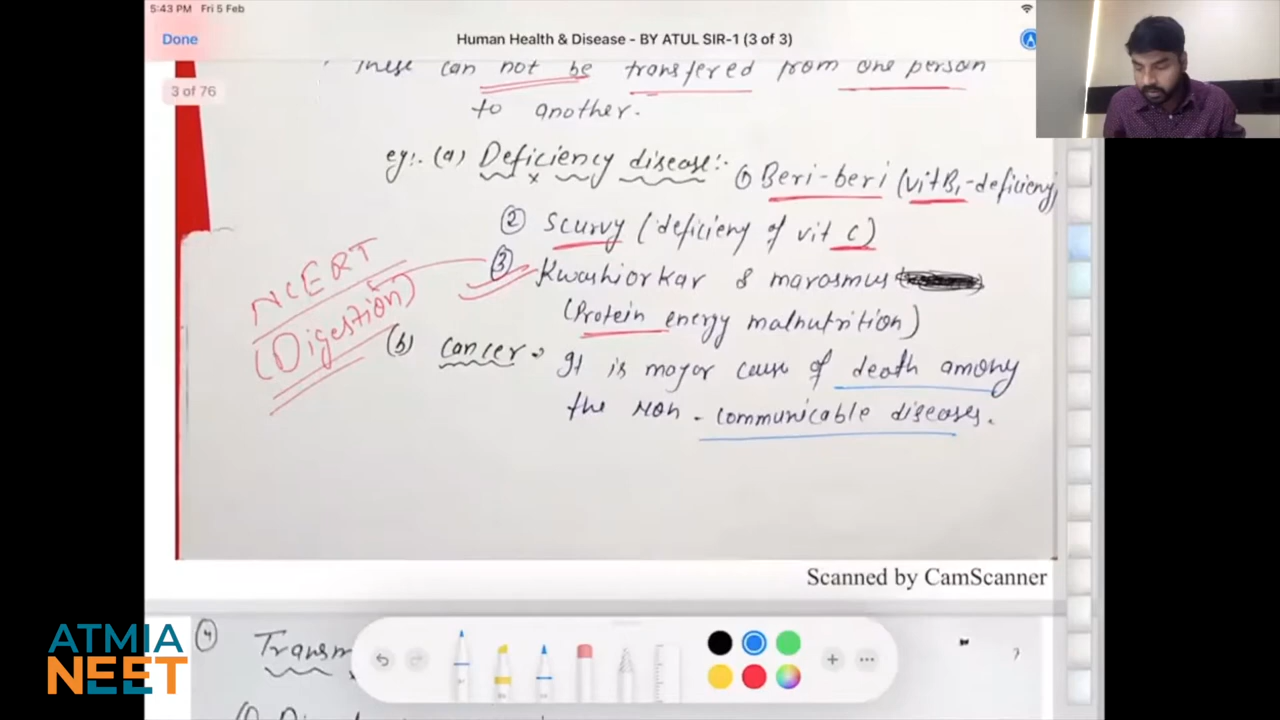 5:43 PM Fri 5 Feb
Done
Human Health & Disease - BY ATUL SIR-1 (3 of 3)
These can not be transfered from one person
3 of 76
to another.
eg:- (a) Deficiency disease:- ① Beri-beri (vit B1-deficiency)
② Scurvy (deficieny of vit C)
③ Kwashiorkar & marasmus
NCERT
(Digestion)
(Protein energy malnutrition)
(b) cancer - It is major cause of death among
the non - communicable diseases.
Scanned by CamScanner
④ Transm
ATMIA
NEET